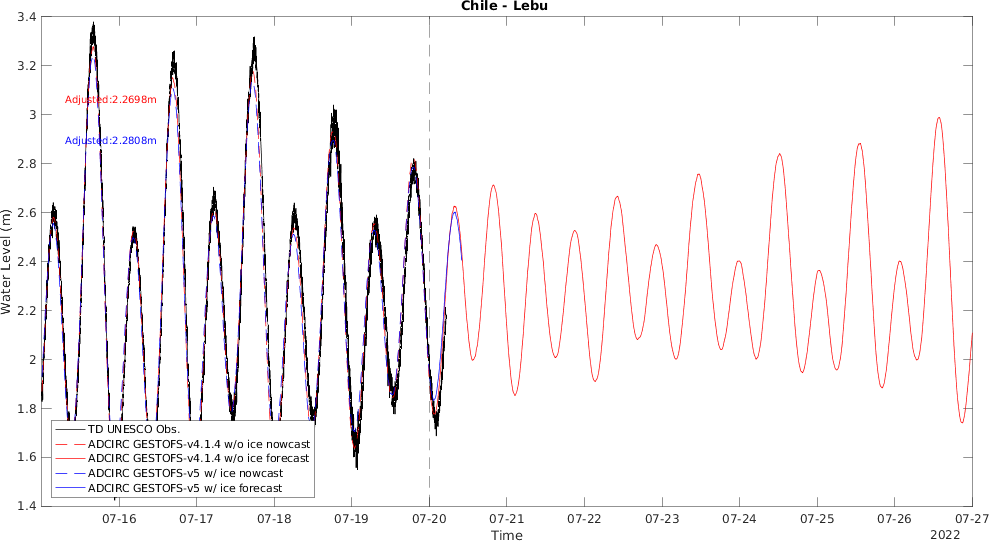 Chile - Lebu
3.4
3.2
3
2.8
2.6
2.4
2.2
2
1.8
1.6
1.4
Water Level (m)
Adjusted:2.2698m
Adjusted:2.2808m
TD UNESCO Obs.
ADCIRC GESTOFS-v4.1.4 w/o ice nowcast
ADCIRC GESTOFS-v4.1.4 w/o ice forecast
ADCIRC GESTOFS-v5 w/ ice nowcast
ADCIRC GESTOFS-v5 w/ ice forecast
07-16 07-17 07-18 07-19 07-20 07-21 07-22 07-23 07-24 07-25 07-26 07-27
Time
2022